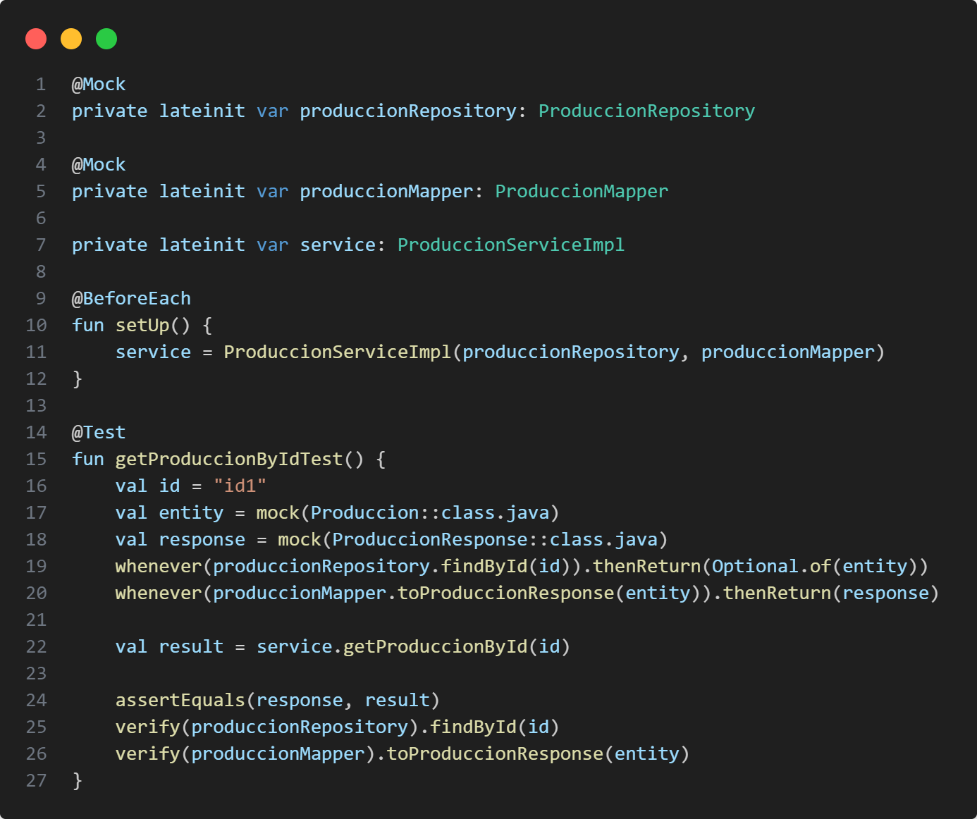 1 @Mock
2 private lateinit var produccionRepository: ProduccionRepository
3
4 @Mock
5 private lateinit var produccionMapper: ProduccionMapper
6
7 private lateinit var service: ProduccionServiceImpl
8
9 @BeforeEach
10 fun setUp() {
11     service = ProduccionServiceImpl(produccionRepository, produccionMapper)
12 }
13
14 @Test
15 fun getProduccionByIdTest() {
16     val id = "id1"
17     val entity = mock(Produccion::class.java)
18     val response = mock(ProduccionResponse::class.java)
19     whenever(produccionRepository.findById(id)).thenReturn(Optional.of(entity))
20     whenever(produccionMapper.toProduccionResponse(entity)).thenReturn(response)
21
22     val result = service.getProduccionById(id)
23
24     assertEquals(response, result)
25     verify(produccionRepository).findById(id)
26     verify(produccionMapper).toProduccionResponse(entity)
27 }